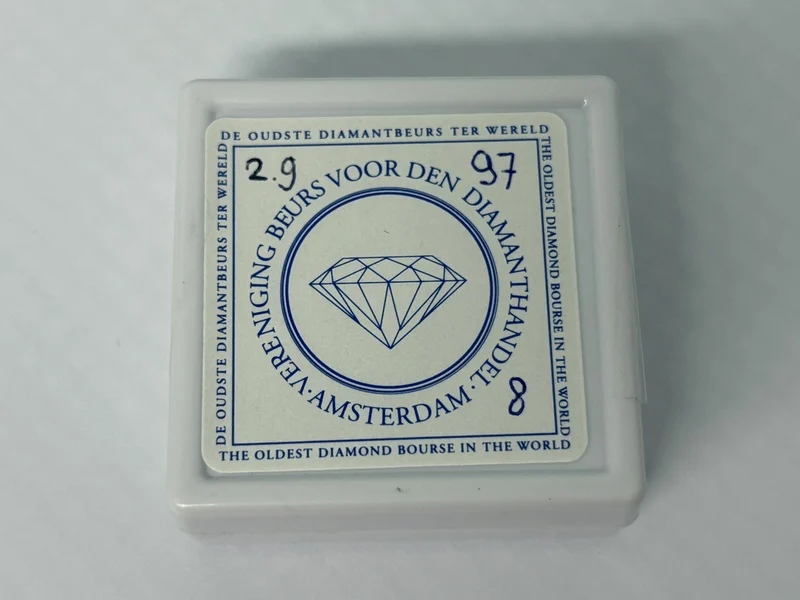 DE OUDSTE DIAMANTBEURS TER WERELD
THE OLDEST DIAMOND BOURSE IN THE WORLD
DE OUDSTE DIAMANTBEURS TER WERELD
2.9
97
VERENIGING BEURS VOOR DEN DIAMANTHANDEL
· AMSTERDAM ·
8
THE OLDEST DIAMOND BOURSE IN THE WORLD